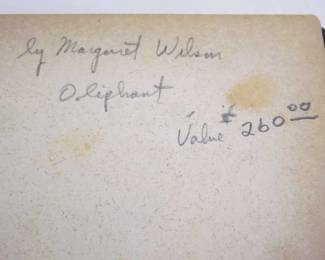 by Margaret Wilson
Oliphant
Value $260.00